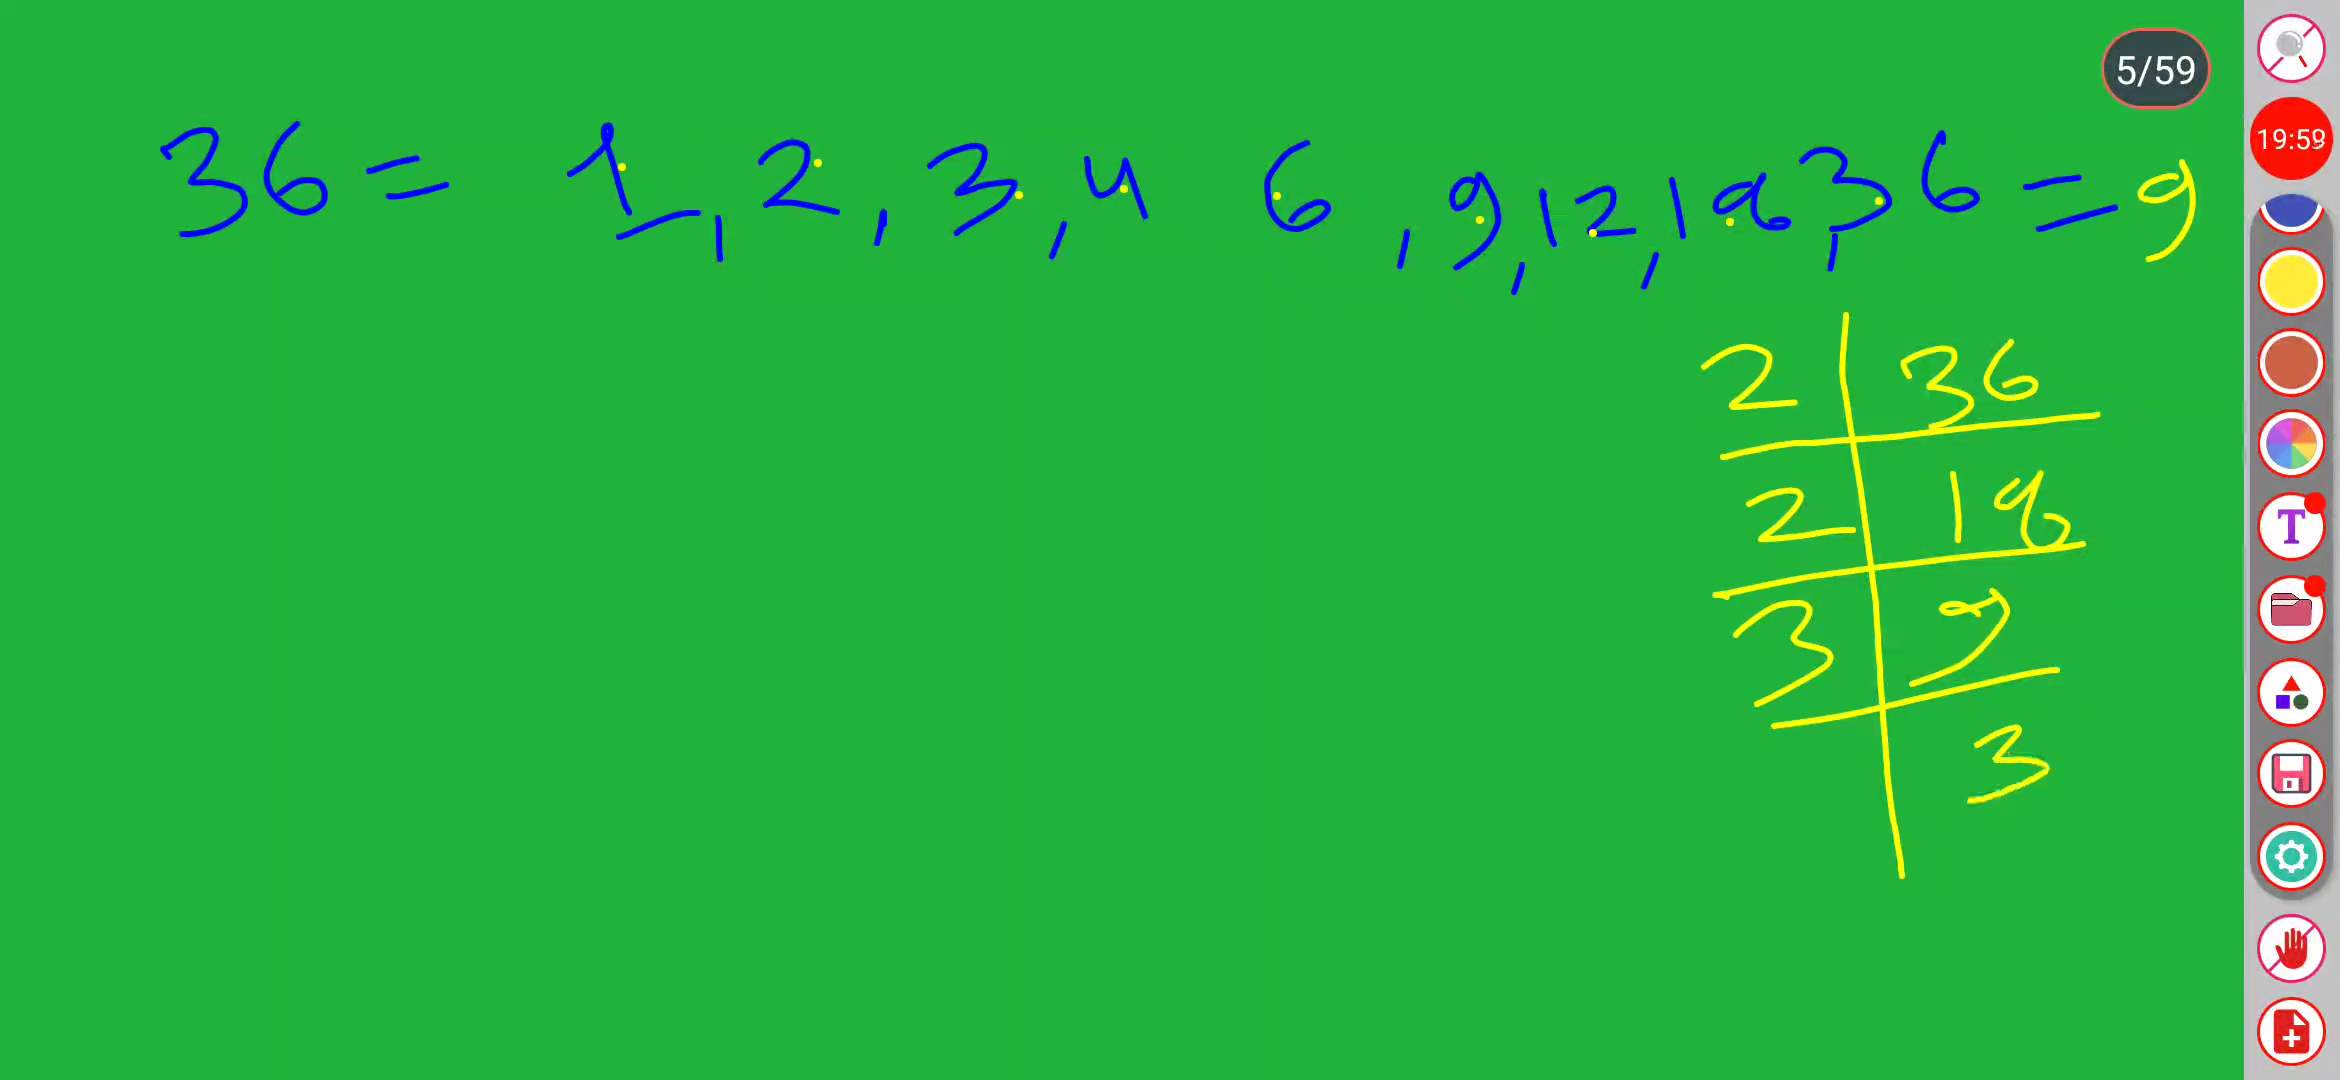 5/59
19:59
36 = 1, 2, 3, 4 6, 9, 12, 18, 36 = 9
2 | 36
2 | 18
3 | 9
3
T